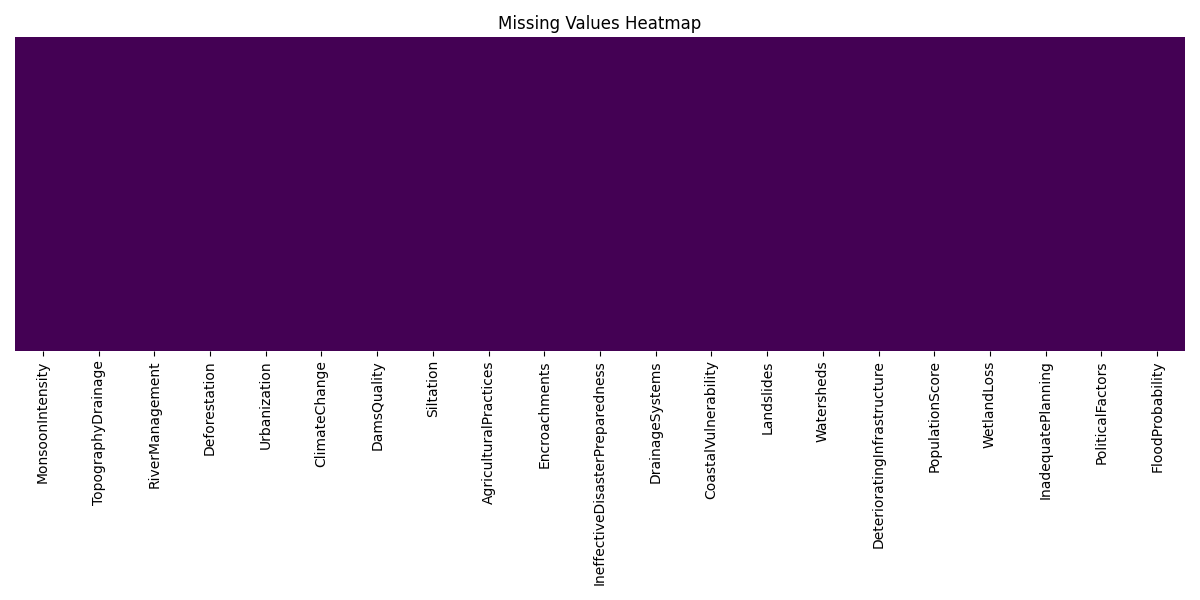 Missing Values Heatmap
MonsoonIntensity
TopographyDrainage
RiverManagement
Deforestation
Urbanization
ClimateChange
DamsQuality
Siltation
AgriculturalPractices
Encroachments
IneffectiveDisasterPreparedness
DrainageSystems
CoastalVulnerability
Landslides
Watersheds
DeterioratingInfrastructure
PopulationScore
WetlandLoss
InadequatePlanning
PoliticalFactors
FloodProbability